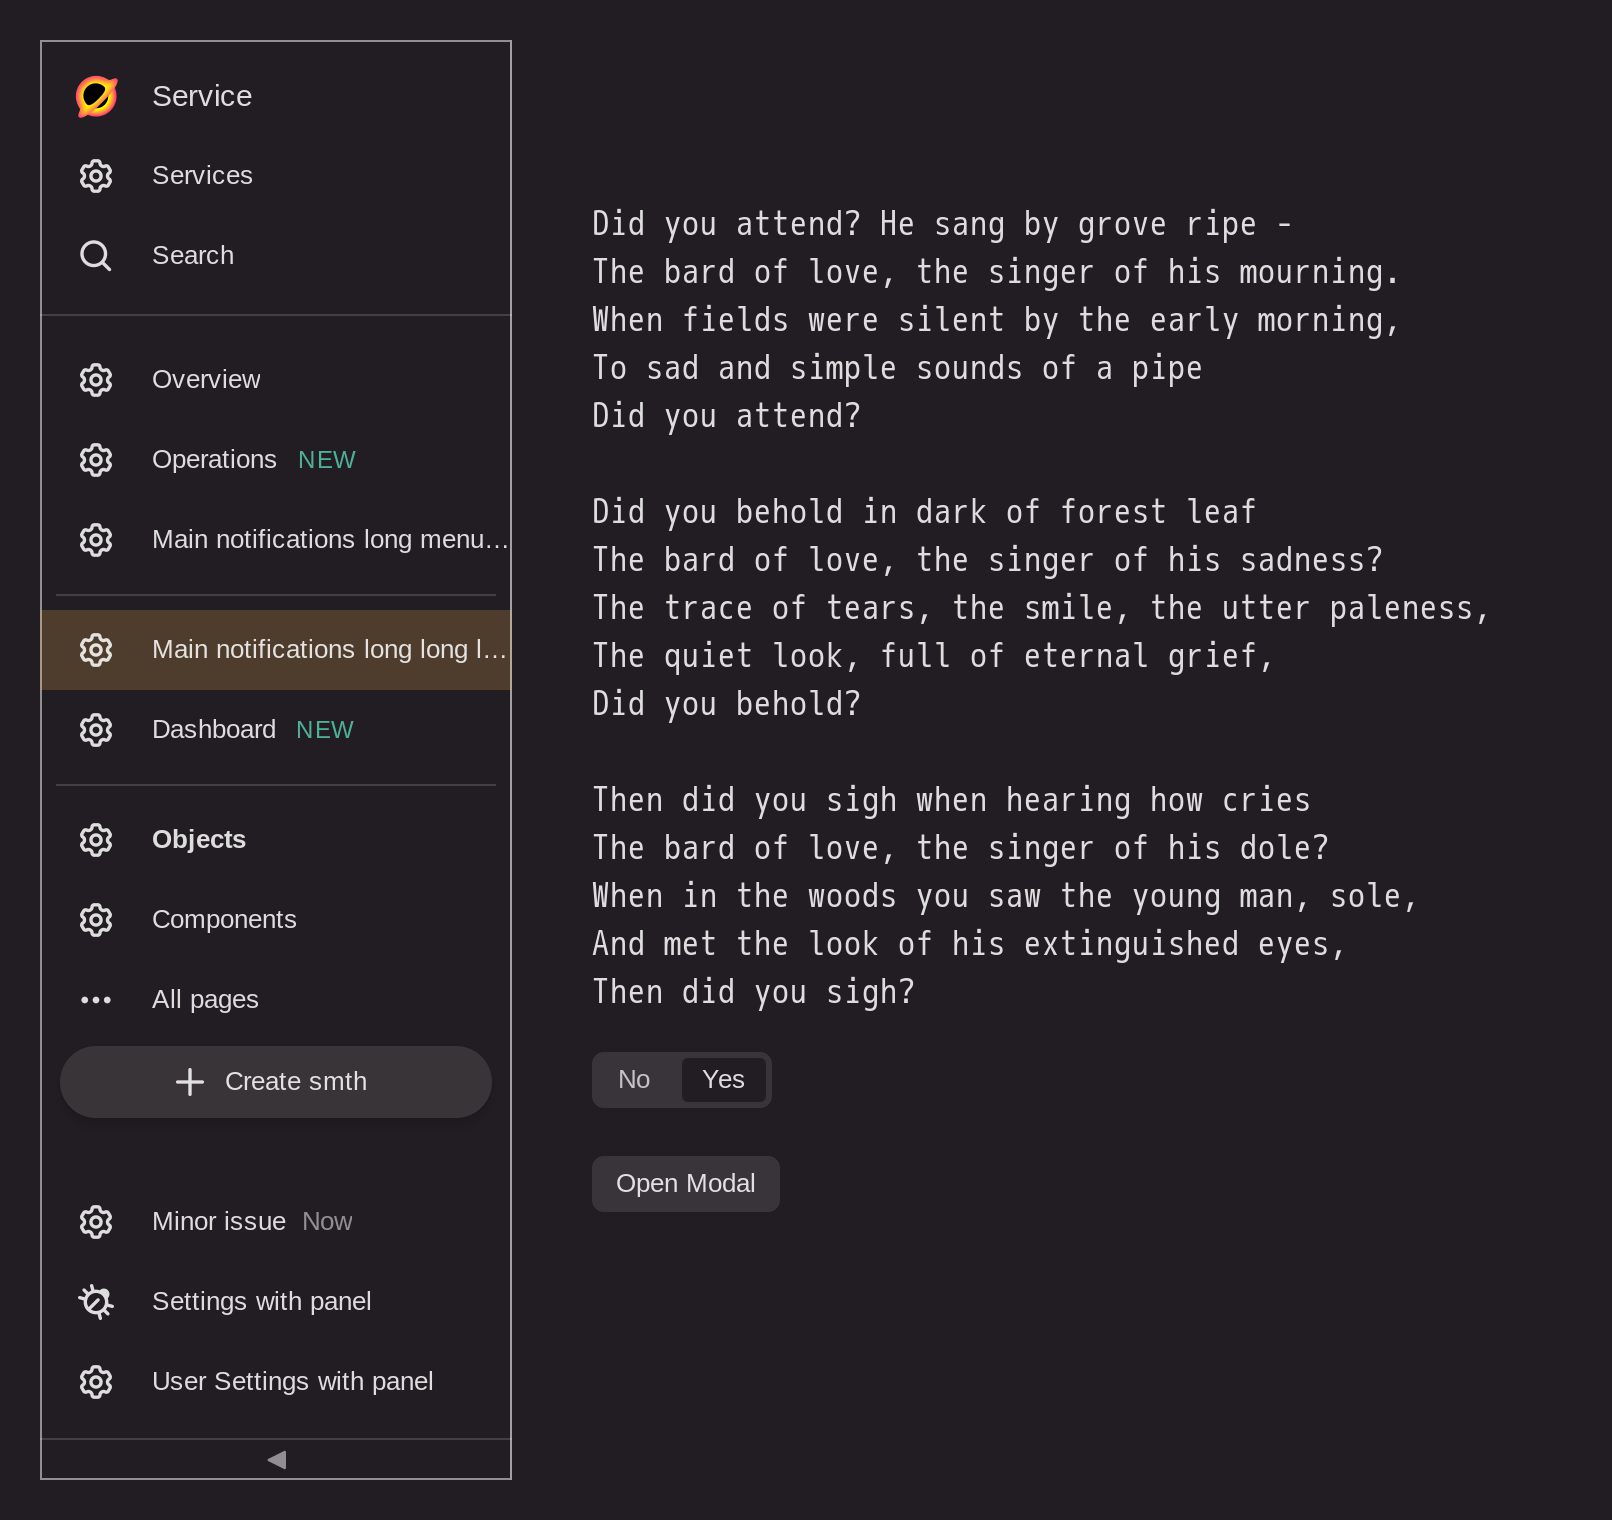 Service
Services
Search
Overview
Operations NEW
Main notifications long menu…
Main notifications long long l…
Dashboard NEW
Objects
Components
All pages
Create smth
Minor issue Now
Settings with panel
User Settings with panel
Did you attend? He sang by grove ripe -
The bard of love, the singer of his mourning.
When fields were silent by the early morning,
To sad and simple sounds of a pipe
Did you attend?
Did you behold in dark of forest leaf
The bard of love, the singer of his sadness?
The trace of tears, the smile, the utter paleness,
The quiet look, full of eternal grief,
Did you behold?
Then did you sigh when hearing how cries
The bard of love, the singer of his dole?
When in the woods you saw the young man, sole,
And met the look of his extinguished eyes,
Then did you sigh?
No Yes
Open Modal